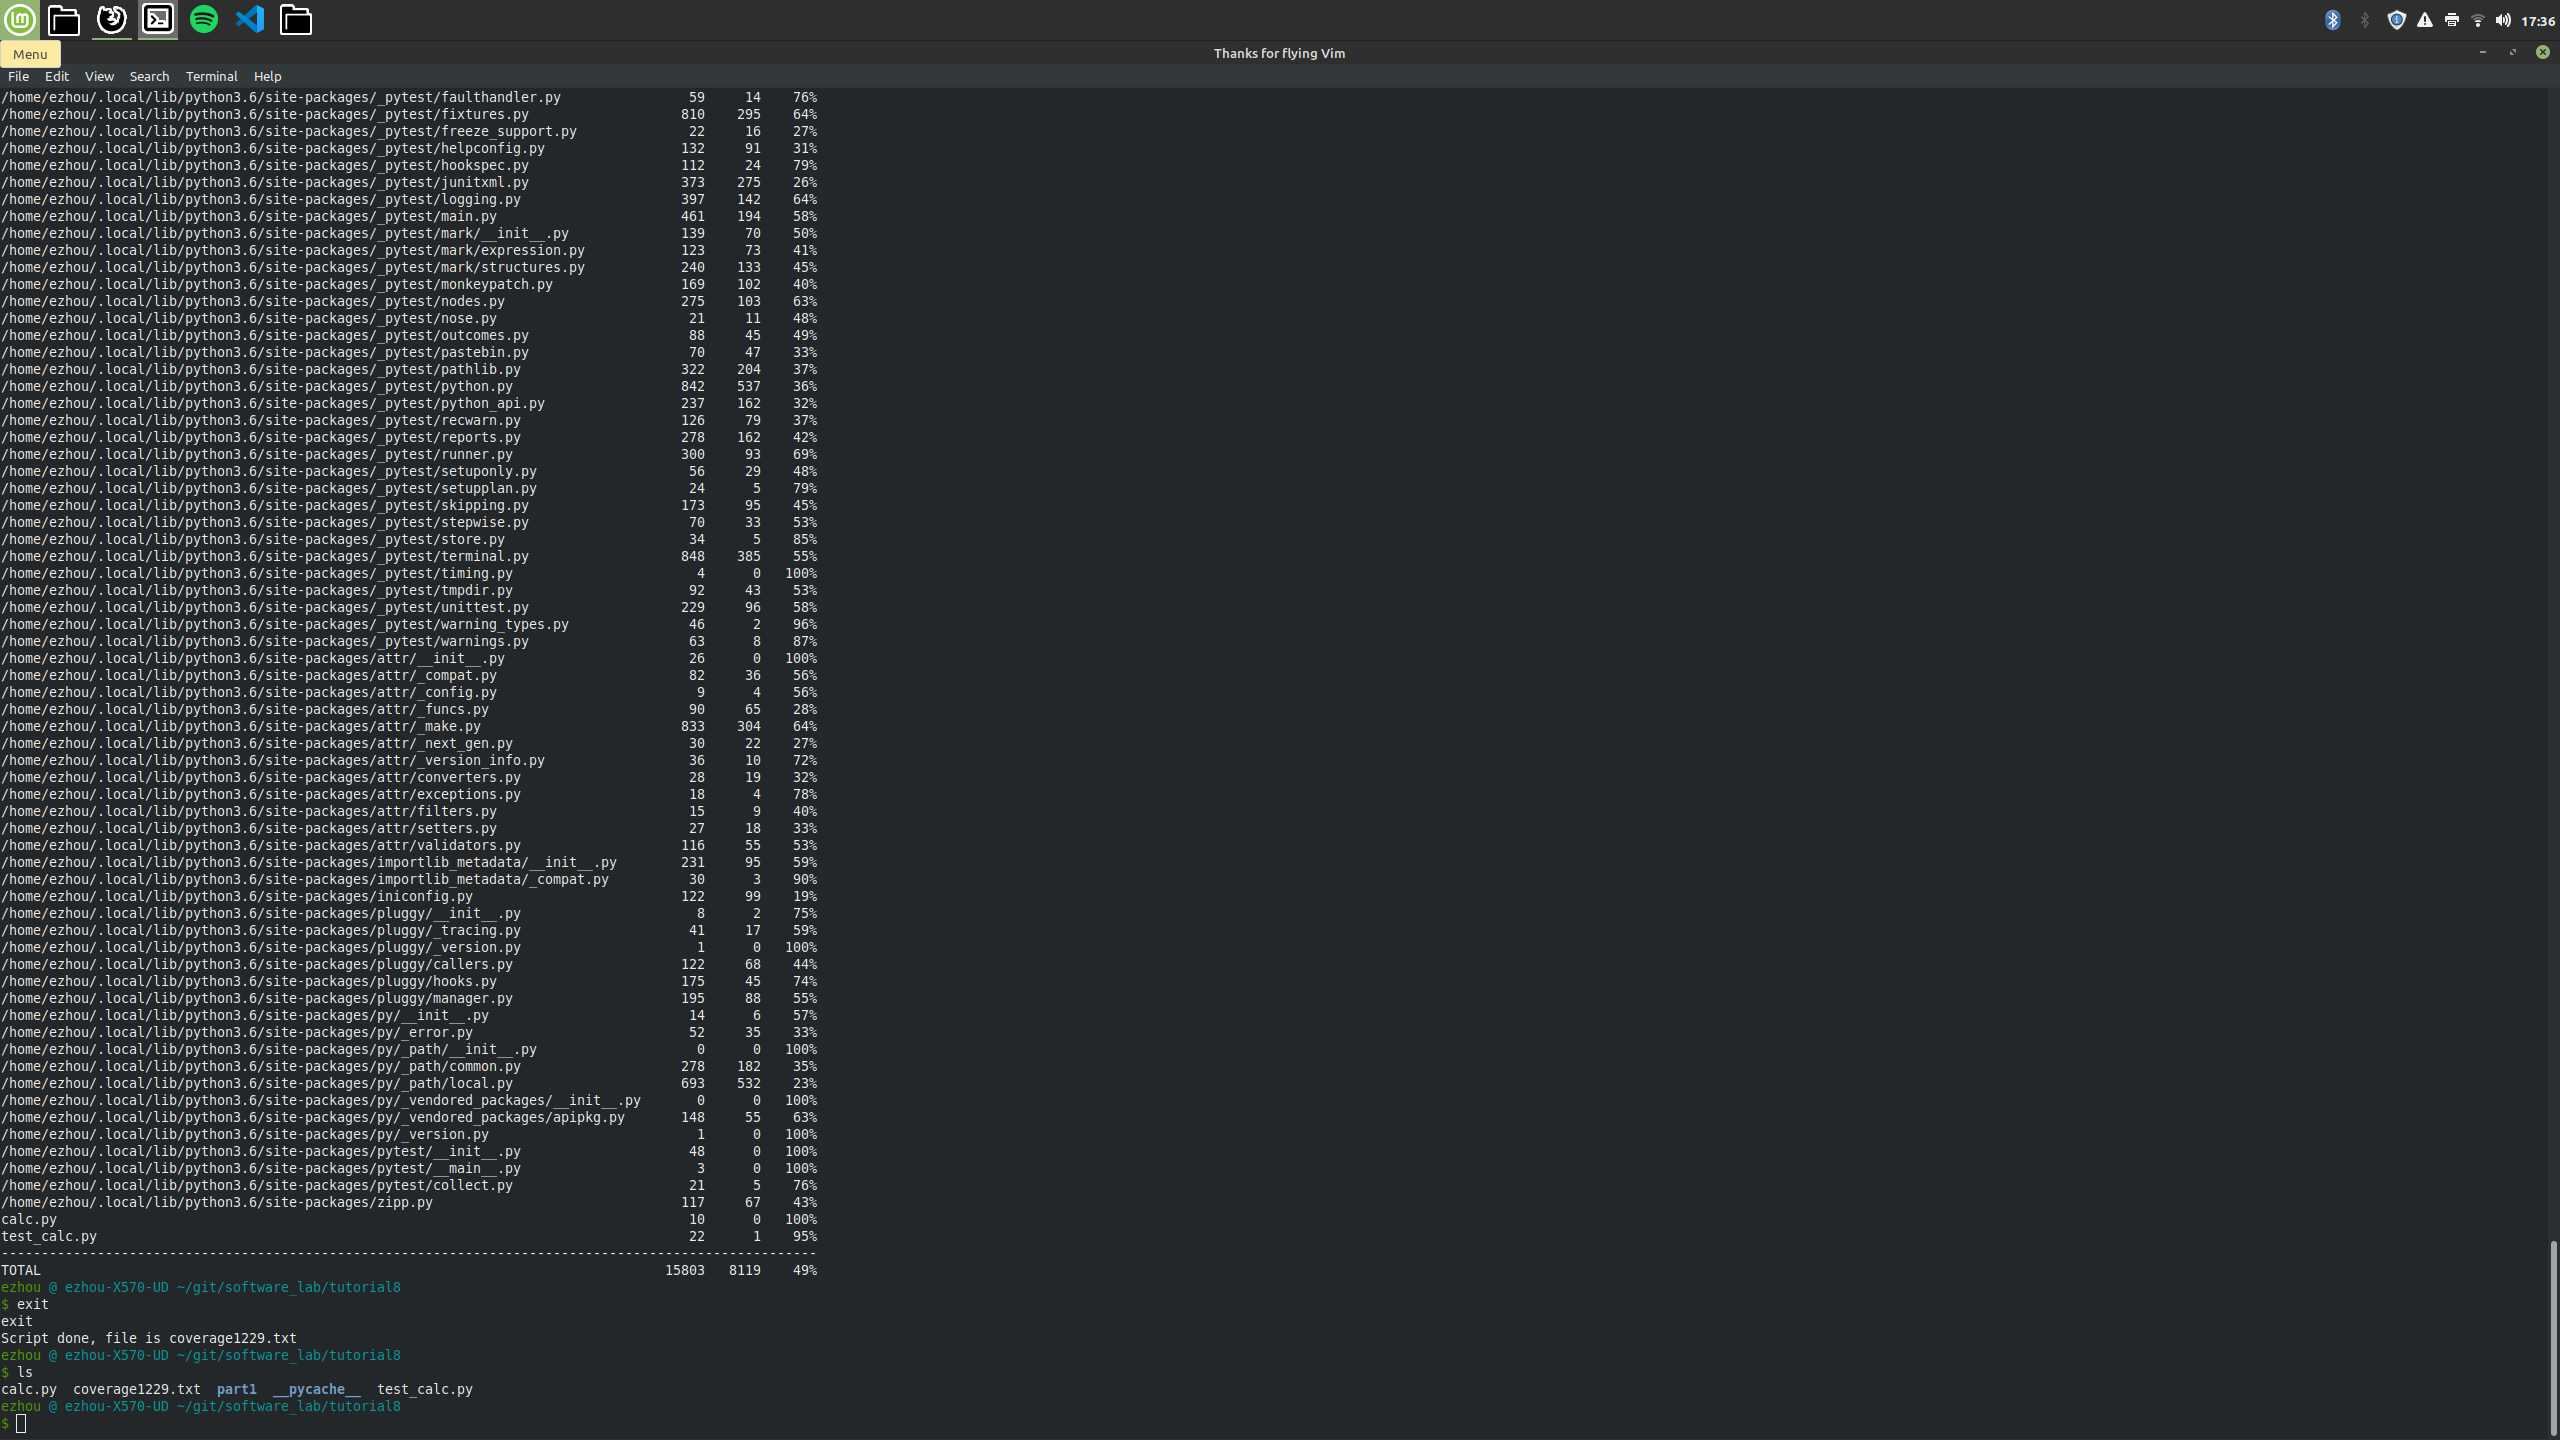 17:36
Menu
Thanks for flying Vim
File Edit View Search Terminal Help
/home/ezhou/.local/lib/python3.6/site-packages/_pytest/faulthandler.py 59 14 76%
/home/ezhou/.local/lib/python3.6/site-packages/_pytest/fixtures.py 810 295 64%
/home/ezhou/.local/lib/python3.6/site-packages/_pytest/freeze_support.py 22 16 27%
/home/ezhou/.local/lib/python3.6/site-packages/_pytest/helpconfig.py 132 91 31%
/home/ezhou/.local/lib/python3.6/site-packages/_pytest/hookspec.py 112 24 79%
/home/ezhou/.local/lib/python3.6/site-packages/_pytest/junitxml.py 373 275 26%
/home/ezhou/.local/lib/python3.6/site-packages/_pytest/logging.py 397 142 64%
/home/ezhou/.local/lib/python3.6/site-packages/_pytest/main.py 461 194 58%
/home/ezhou/.local/lib/python3.6/site-packages/_pytest/mark/__init__.py 139 70 50%
/home/ezhou/.local/lib/python3.6/site-packages/_pytest/mark/expression.py 123 73 41%
/home/ezhou/.local/lib/python3.6/site-packages/_pytest/mark/structures.py 240 133 45%
/home/ezhou/.local/lib/python3.6/site-packages/_pytest/monkeypatch.py 169 102 40%
/home/ezhou/.local/lib/python3.6/site-packages/_pytest/nodes.py 275 103 63%
/home/ezhou/.local/lib/python3.6/site-packages/_pytest/nose.py 21 11 48%
/home/ezhou/.local/lib/python3.6/site-packages/_pytest/outcomes.py 88 45 49%
/home/ezhou/.local/lib/python3.6/site-packages/_pytest/pastebin.py 70 47 33%
/home/ezhou/.local/lib/python3.6/site-packages/_pytest/pathlib.py 322 204 37%
/home/ezhou/.local/lib/python3.6/site-packages/_pytest/python.py 842 537 36%
/home/ezhou/.local/lib/python3.6/site-packages/_pytest/python_api.py 237 162 32%
/home/ezhou/.local/lib/python3.6/site-packages/_pytest/recwarn.py 126 79 37%
/home/ezhou/.local/lib/python3.6/site-packages/_pytest/reports.py 278 162 42%
/home/ezhou/.local/lib/python3.6/site-packages/_pytest/runner.py 300 93 69%
/home/ezhou/.local/lib/python3.6/site-packages/_pytest/setuponly.py 56 29 48%
/home/ezhou/.local/lib/python3.6/site-packages/_pytest/setupplan.py 24 5 79%
/home/ezhou/.local/lib/python3.6/site-packages/_pytest/skipping.py 173 95 45%
/home/ezhou/.local/lib/python3.6/site-packages/_pytest/stepwise.py 70 33 53%
/home/ezhou/.local/lib/python3.6/site-packages/_pytest/store.py 34 5 85%
/home/ezhou/.local/lib/python3.6/site-packages/_pytest/terminal.py 848 385 55%
/home/ezhou/.local/lib/python3.6/site-packages/_pytest/timing.py 4 0 100%
/home/ezhou/.local/lib/python3.6/site-packages/_pytest/tmpdir.py 92 43 53%
/home/ezhou/.local/lib/python3.6/site-packages/_pytest/unittest.py 229 96 58%
/home/ezhou/.local/lib/python3.6/site-packages/_pytest/warning_types.py 46 2 96%
/home/ezhou/.local/lib/python3.6/site-packages/_pytest/warnings.py 63 8 87%
/home/ezhou/.local/lib/python3.6/site-packages/attr/__init__.py 26 0 100%
/home/ezhou/.local/lib/python3.6/site-packages/attr/_compat.py 82 36 56%
/home/ezhou/.local/lib/python3.6/site-packages/attr/_config.py 9 4 56%
/home/ezhou/.local/lib/python3.6/site-packages/attr/_funcs.py 90 65 28%
/home/ezhou/.local/lib/python3.6/site-packages/attr/_make.py 833 304 64%
/home/ezhou/.local/lib/python3.6/site-packages/attr/_next_gen.py 30 22 27%
/home/ezhou/.local/lib/python3.6/site-packages/attr/_version_info.py 36 10 72%
/home/ezhou/.local/lib/python3.6/site-packages/attr/converters.py 28 19 32%
/home/ezhou/.local/lib/python3.6/site-packages/attr/exceptions.py 18 4 78%
/home/ezhou/.local/lib/python3.6/site-packages/attr/filters.py 15 9 40%
/home/ezhou/.local/lib/python3.6/site-packages/attr/setters.py 27 18 33%
/home/ezhou/.local/lib/python3.6/site-packages/attr/validators.py 116 55 53%
/home/ezhou/.local/lib/python3.6/site-packages/importlib_metadata/__init__.py 231 95 59%
/home/ezhou/.local/lib/python3.6/site-packages/importlib_metadata/_compat.py 30 3 90%
/home/ezhou/.local/lib/python3.6/site-packages/iniconfig.py 122 99 19%
/home/ezhou/.local/lib/python3.6/site-packages/pluggy/__init__.py 8 2 75%
/home/ezhou/.local/lib/python3.6/site-packages/pluggy/_tracing.py 41 17 59%
/home/ezhou/.local/lib/python3.6/site-packages/pluggy/_version.py 1 0 100%
/home/ezhou/.local/lib/python3.6/site-packages/pluggy/callers.py 122 68 44%
/home/ezhou/.local/lib/python3.6/site-packages/pluggy/hooks.py 175 45 74%
/home/ezhou/.local/lib/python3.6/site-packages/pluggy/manager.py 195 88 55%
/home/ezhou/.local/lib/python3.6/site-packages/py/__init__.py 14 6 57%
/home/ezhou/.local/lib/python3.6/site-packages/py/_error.py 52 35 33%
/home/ezhou/.local/lib/python3.6/site-packages/py/_path/__init__.py 0 0 100%
/home/ezhou/.local/lib/python3.6/site-packages/py/_path/common.py 278 182 35%
/home/ezhou/.local/lib/python3.6/site-packages/py/_path/local.py 693 532 23%
/home/ezhou/.local/lib/python3.6/site-packages/py/_vendored_packages/__init__.py 0 0 100%
/home/ezhou/.local/lib/python3.6/site-packages/py/_vendored_packages/apipkg.py 148 55 63%
/home/ezhou/.local/lib/python3.6/site-packages/py/_version.py 1 0 100%
/home/ezhou/.local/lib/python3.6/site-packages/pytest/__init__.py 48 0 100%
/home/ezhou/.local/lib/python3.6/site-packages/pytest/__main__.py 3 0 100%
/home/ezhou/.local/lib/python3.6/site-packages/pytest/collect.py 21 5 76%
/home/ezhou/.local/lib/python3.6/site-packages/zipp.py 117 67 43%
calc.py 10 0 100%
test_calc.py 22 1 95%
------------------------------------------------------------------------------------------------------
TOTAL 15803 8119 49%
ezhou @ ezhou-X570-UD ~/git/software_lab/tutorial8
$ exit
exit
Script done, file is coverage1229.txt
ezhou @ ezhou-X570-UD ~/git/software_lab/tutorial8
$ ls
calc.py coverage1229.txt part1 __pycache__ test_calc.py
ezhou @ ezhou-X570-UD ~/git/software_lab/tutorial8
$